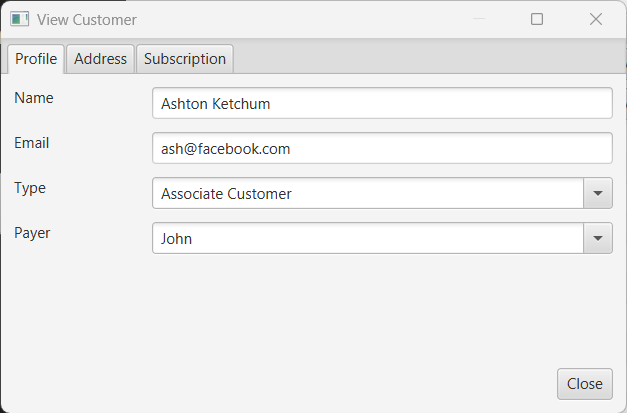 View Customer
Profile Address Subscription
Name Ashton Ketchum
Email ash@facebook.com
Type Associate Customer
Payer John
Close